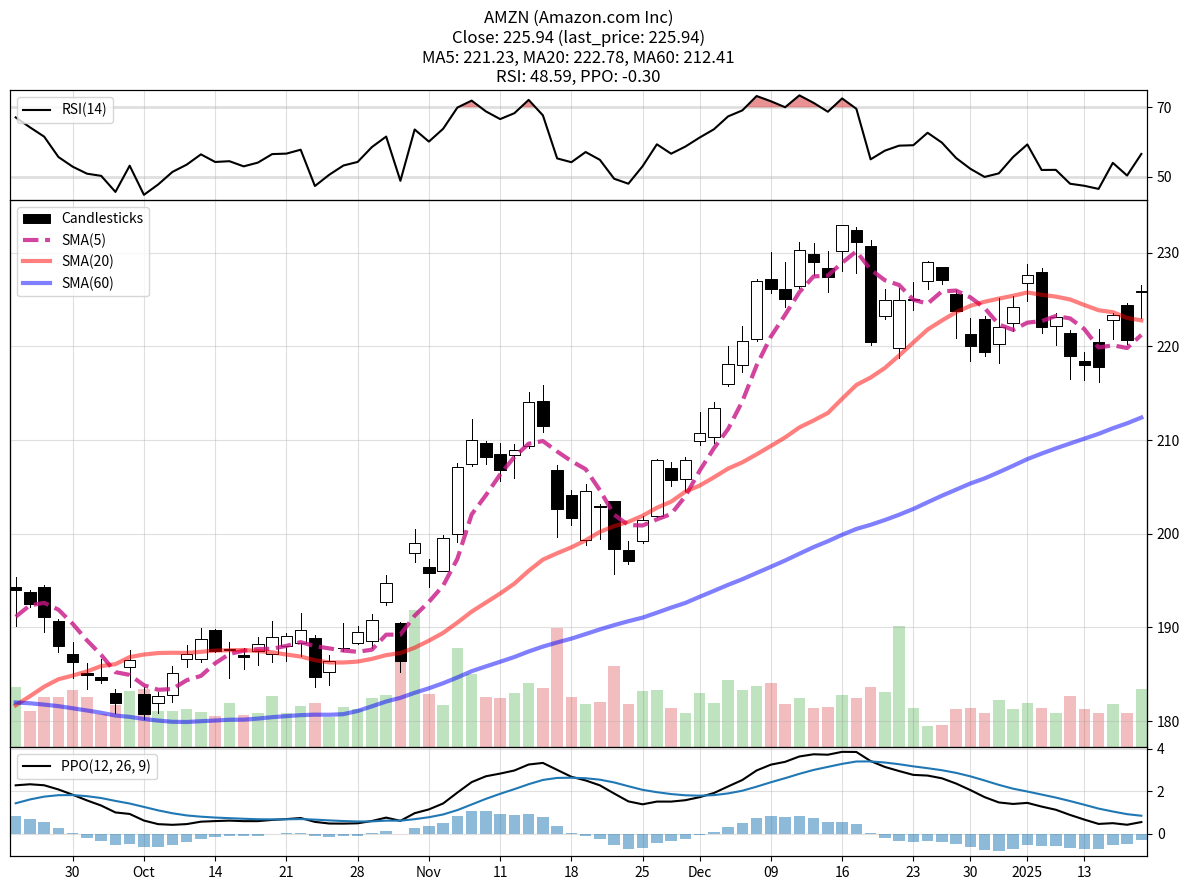 AMZN (Amazon.com Inc)
Close: 225.94 (last_price: 225.94)
MA5: 221.23, MA20: 222.78, MA60: 212.41
RSI: 48.59, PPO: -0.30
RSI(14)
70
50
Candlesticks
SMA(5)
SMA(20)
SMA(60)
230
220
210
200
190
180
PPO(12, 26, 9)
4
2
0
30 Oct 14 21 28 Nov 11 18 25 Dec 09 16 23 30 2025 13